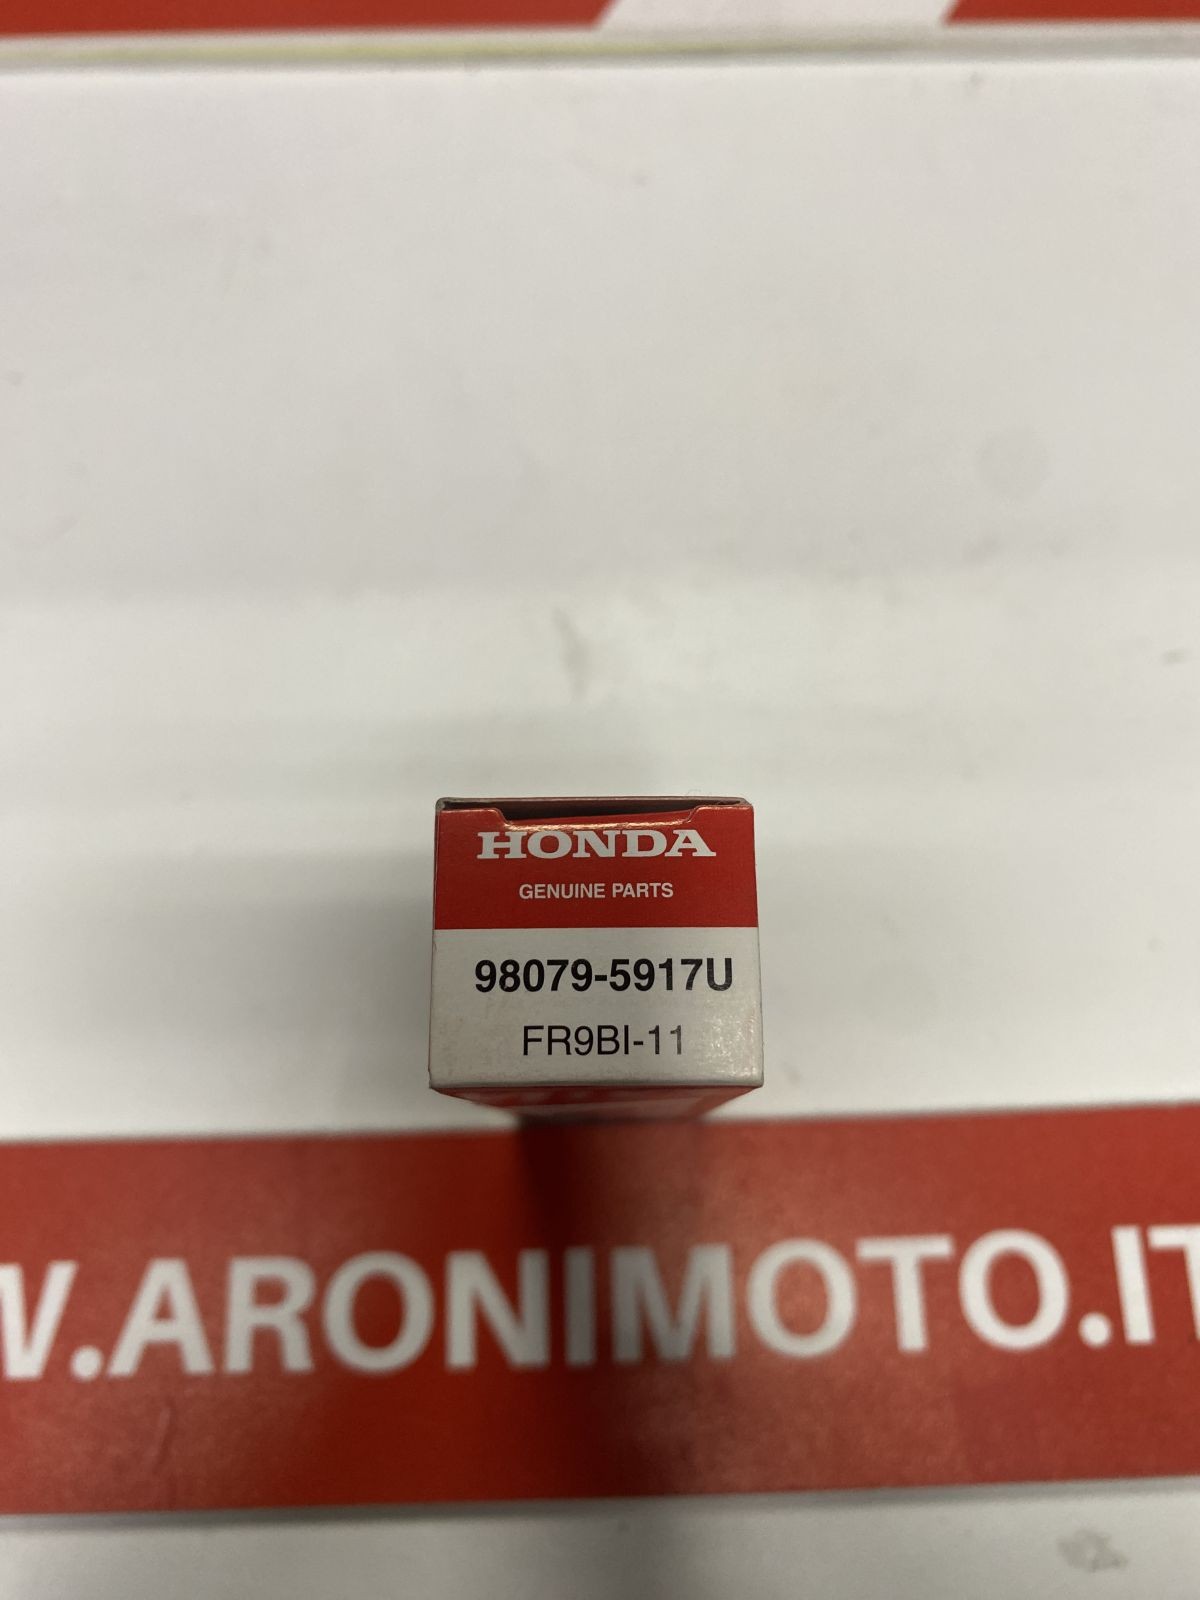 HONDA
GENUINE PARTS
98079-5917U
FR9BI-11
W.ARONIMOTO.IT